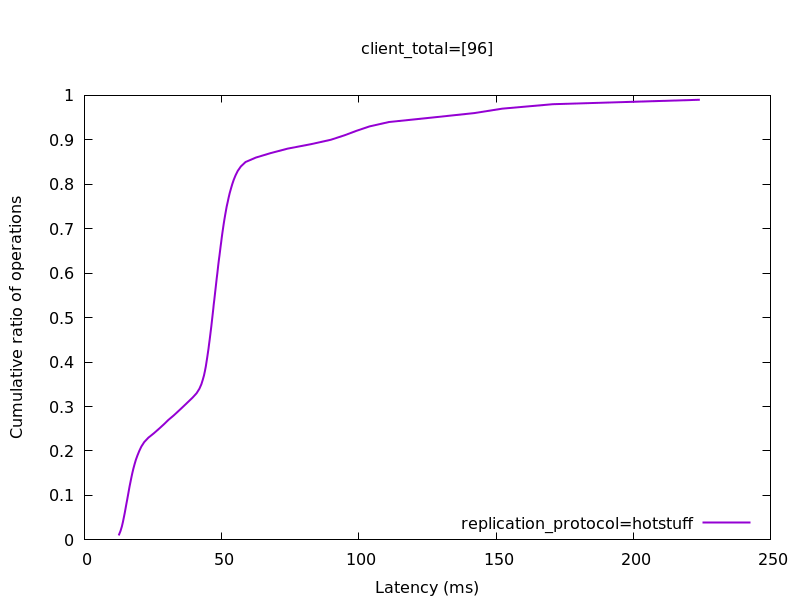 client_total=[96]
1
0.9
0.8
0.7
0.6
0.5
0.4
0.3
0.2
0.1
0
Cumulative ratio of operations
replication_protocol=hotstuff
0 50 100 150 200 250
Latency (ms)